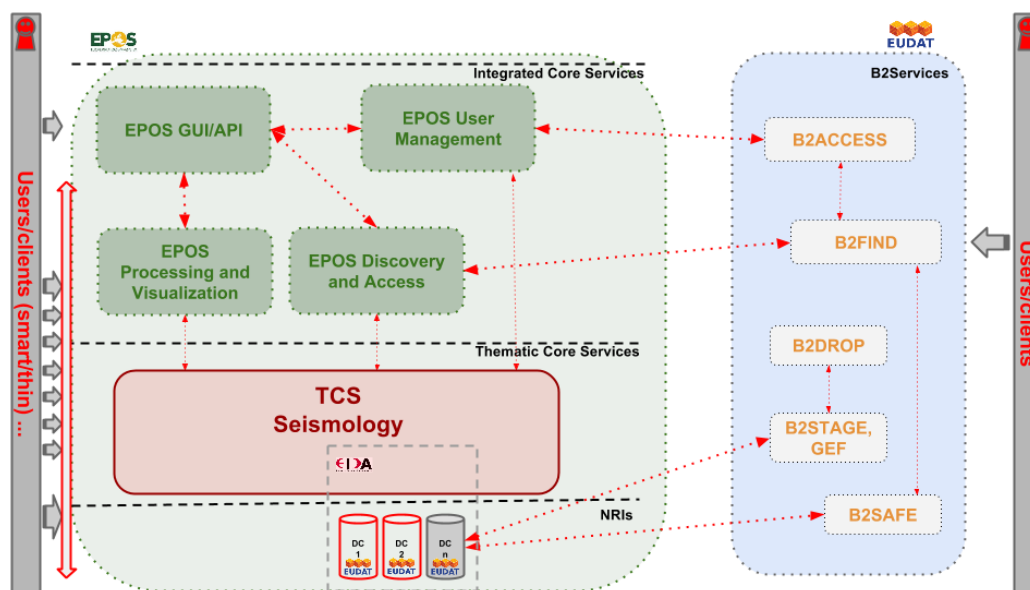 EPOS
EUDAT
Integrated Core Services
B2Services
EPOS GUI/API
EPOS User
Management
B2ACCESS
EPOS
Processing and
Visualization
EPOS Discovery
and Access
B2FIND
Users/clients (smart/thin) ...
Users/clients
Thematic Core Services
B2DROP
TCS
Seismology
B2STAGE,
GEF
EIDA
NRIs
B2SAFE
DC
1
EUDAT
DC
2
EUDAT
DC
n
EUDAT